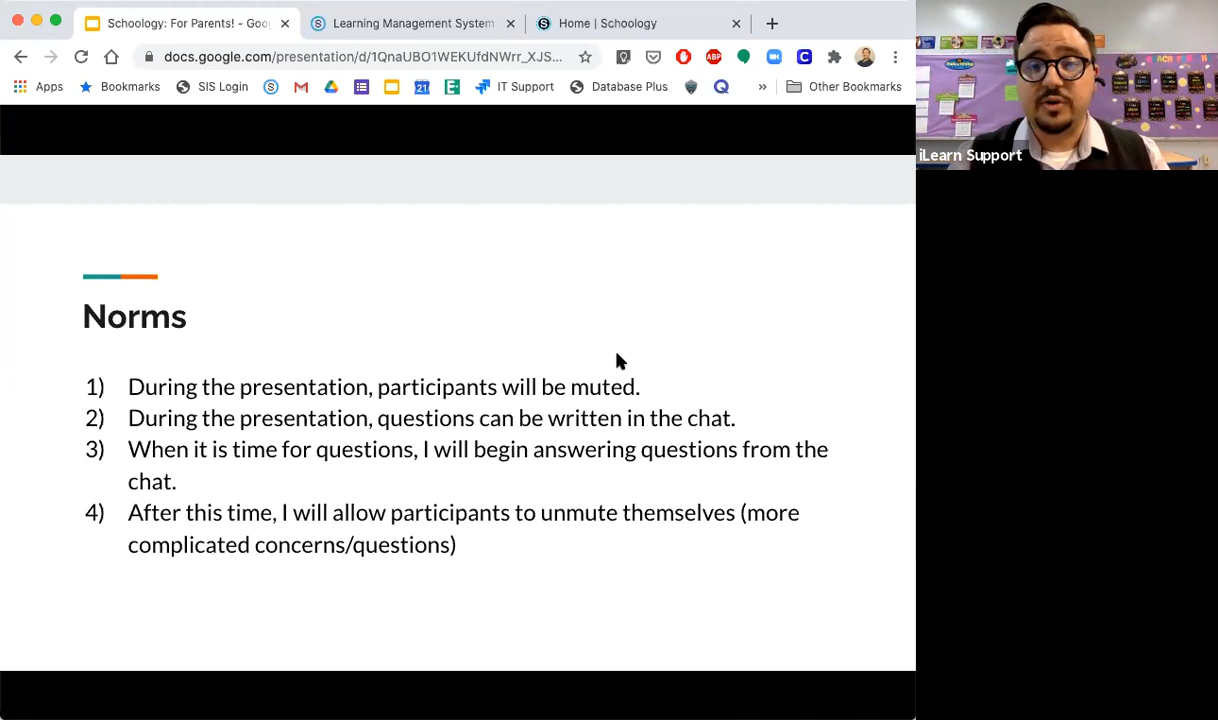 Schoology: For Parents! - Goo
Learning Management System
Home | Schoology
docs.google.com/presentation/d/1QnaUBO1WEKUfdNWrr_XJS...
ABP
C
Apps
Bookmarks
SIS Login
21
IT Support
Database Plus
»
Other Bookmarks
iLearn Support
Norms
1) During the presentation, participants will be muted.
2) During the presentation, questions can be written in the chat.
3) When it is time for questions, I will begin answering questions from the
chat.
4) After this time, I will allow participants to unmute themselves (more
complicated concerns/questions)